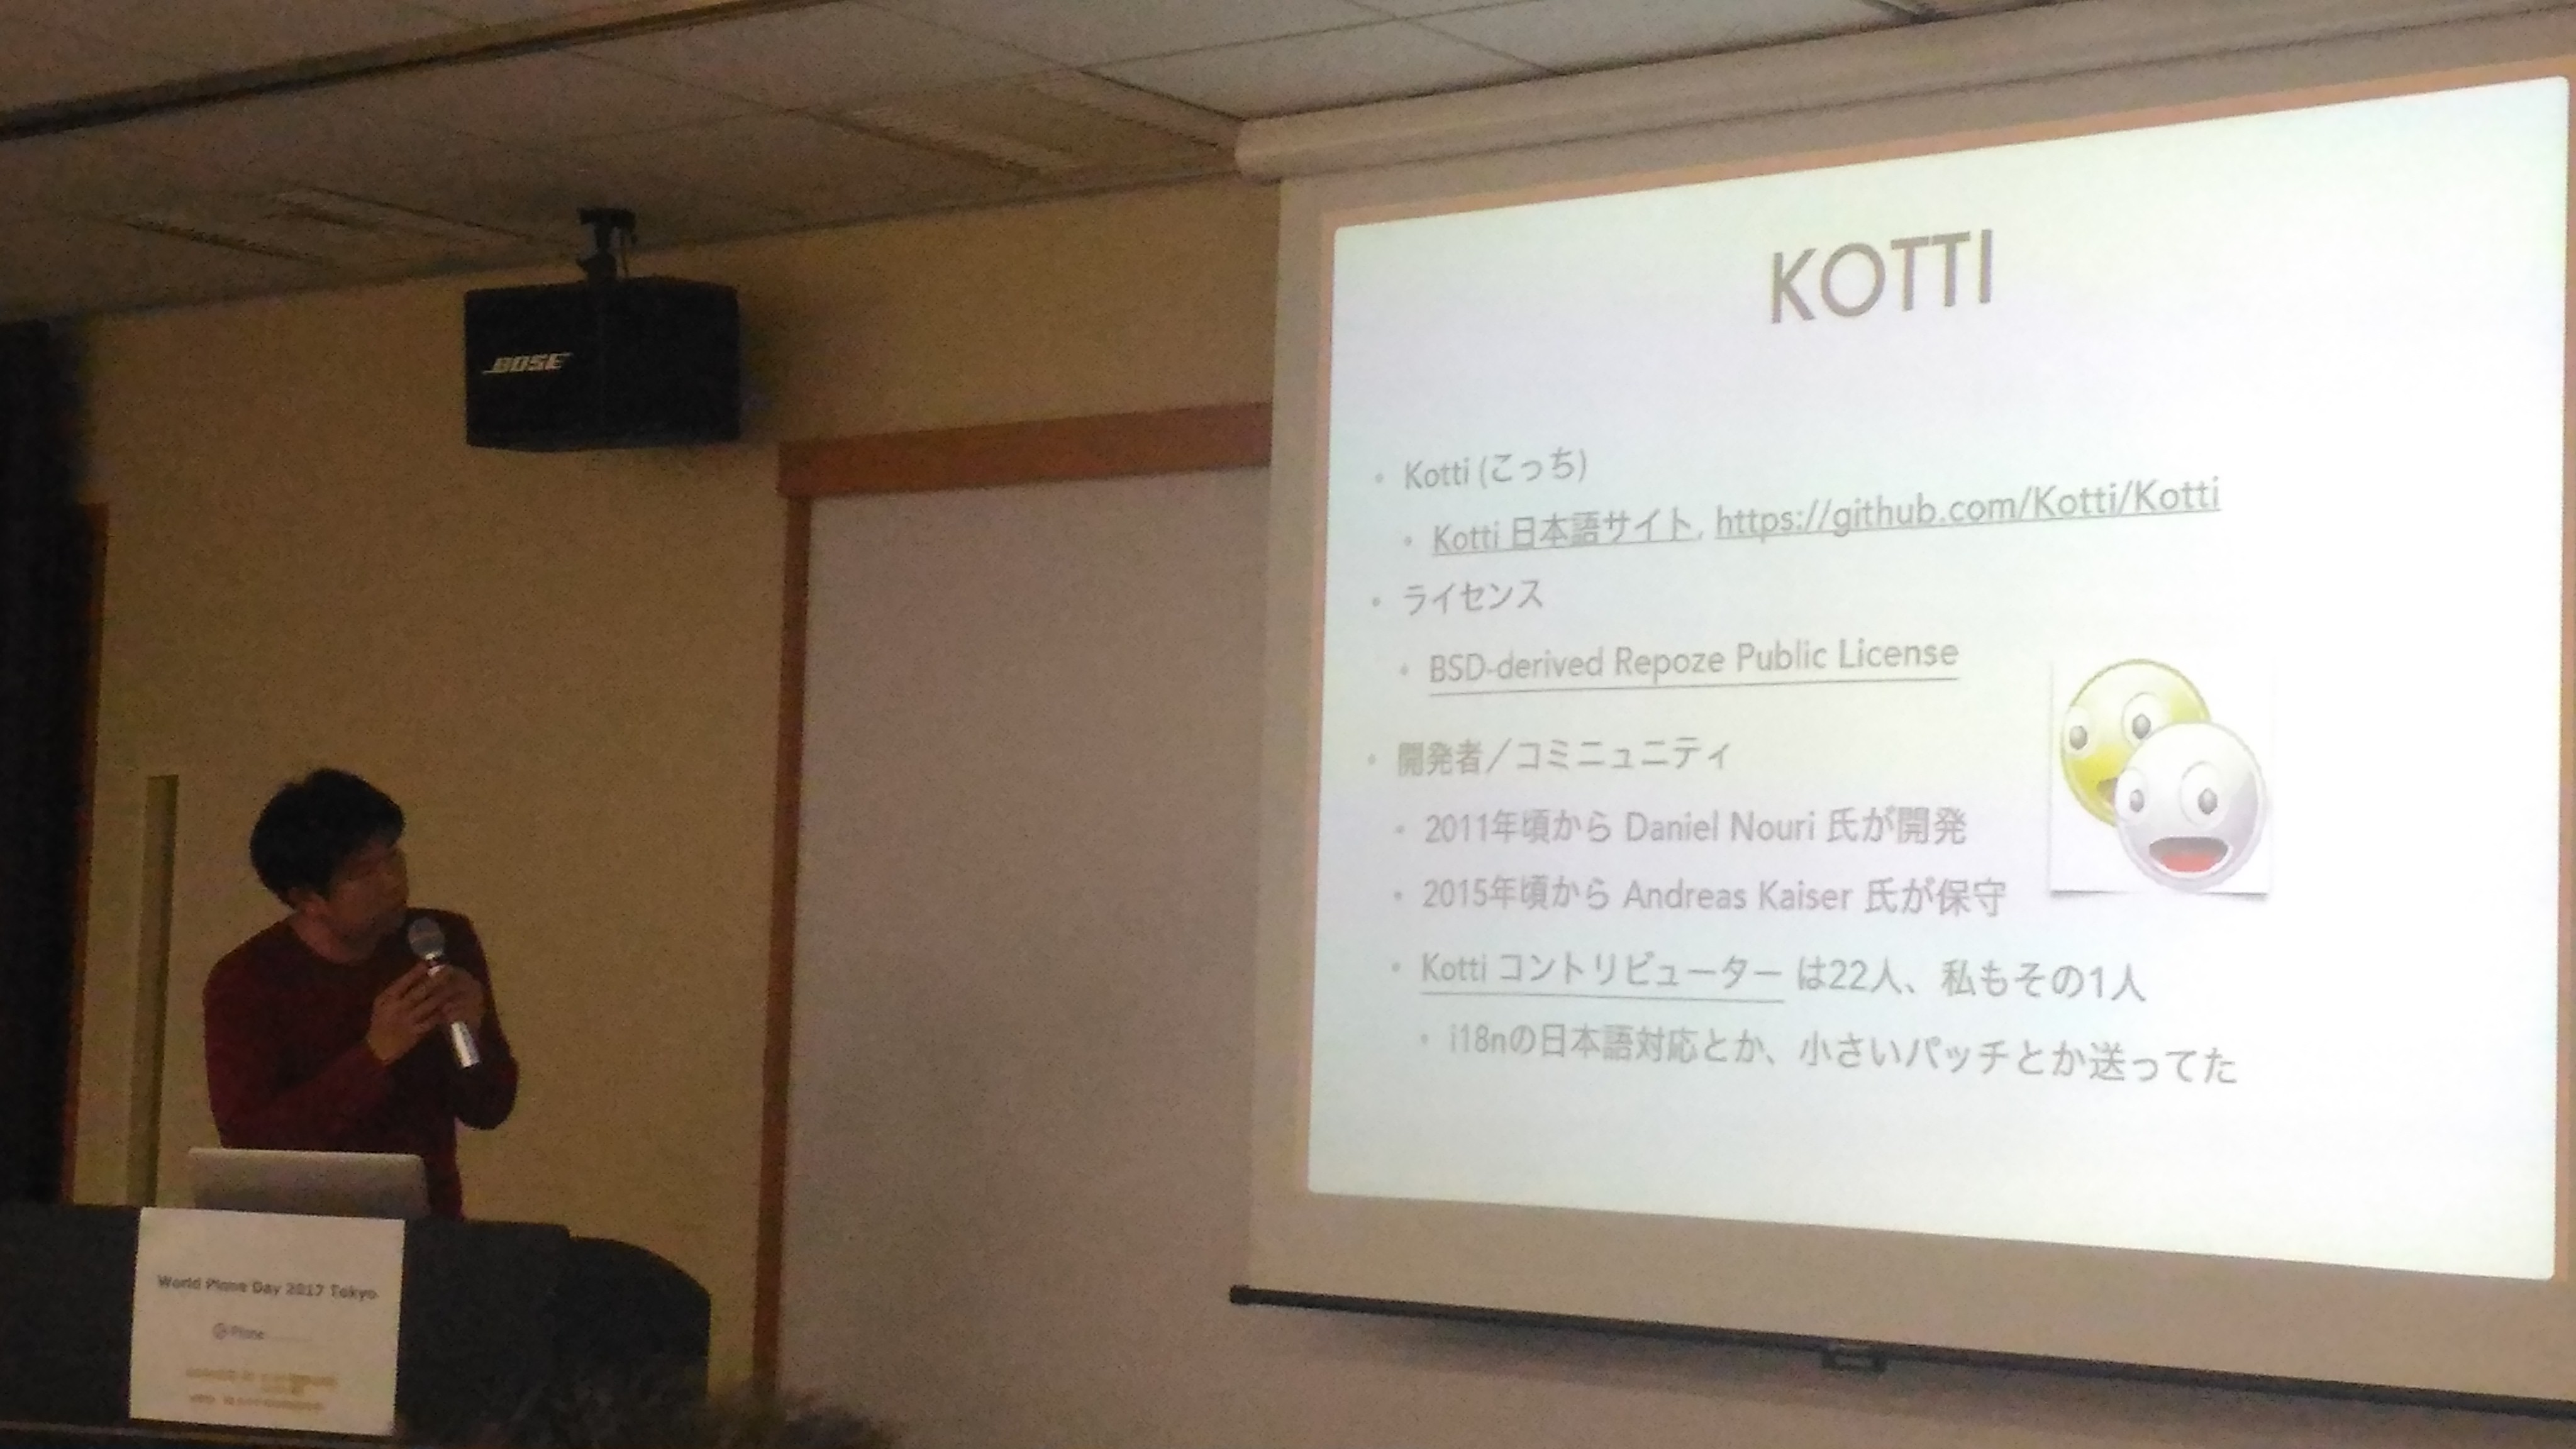 BOSE
KOTTI
Kotti (こっち)
Kotti 日本語サイト, https://github.com/Kotti/Kotti
ライセンス
BSD-derived Repoze Public License
開発者／コミニュニティ
2011年頃から Daniel Nouri 氏が開発
2015年頃から Andreas Kaiser 氏が保守
Kotti コントリビューター は22人、私もその1人
i18nの日本語対応とか、小さいパッチとか送ってた
World Plone Day 2017 Tokyo
Plone